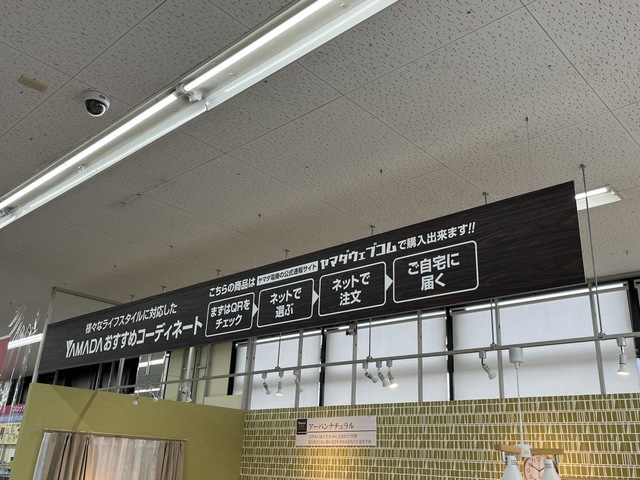 様々なライフスタイルに対応した
YAMADAおすすめコーディネート
こちらの商品は ヤマダ電機の公式通販サイト ヤマダウェブコムで購入出来ます!!
まずはQRを
チェック
ネットで
選ぶ
ネットで
注文
ご自宅に
届く
アーバンナチュラル